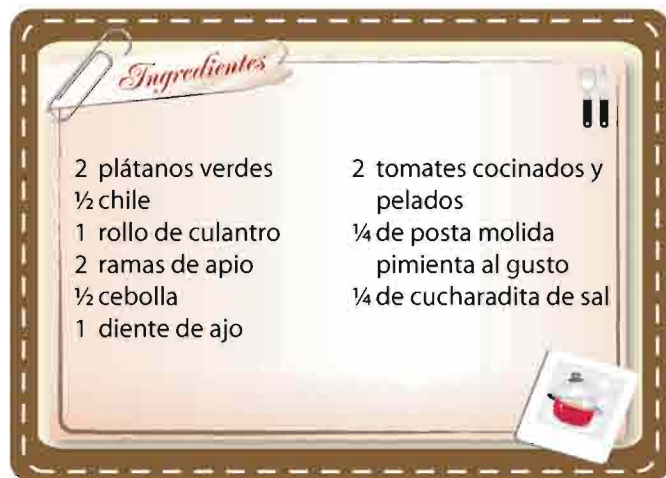 Ingredientes
2 plátanos verdes
½ chile
1 rollo de culantro
2 ramas de apio
½ cebolla
1 diente de ajo
2 tomates cocinados y
pelados
¼ de posta molida
pimienta al gusto
¼ de cucharadita de sal